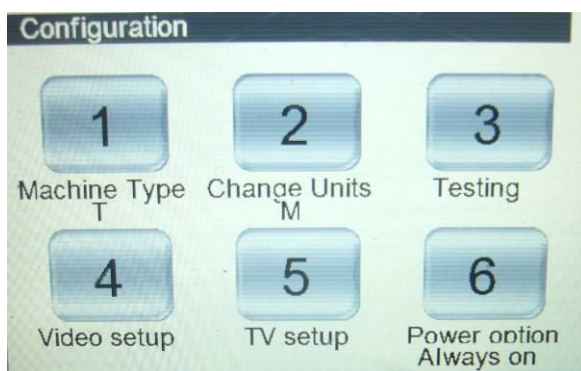 Configuration
1 2 3
Machine Type Change Units Testing
T M
4 5 6
Video setup TV setup Power option
Always on